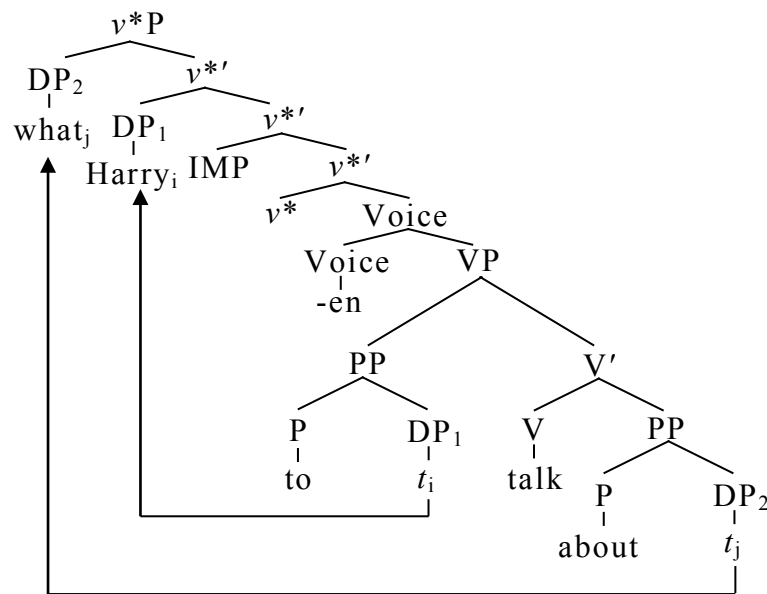 v*P
DP₂ v*′
whatⱼ DP₁ v*′
Harryᵢ IMP v*′
v* Voice
Voice VP
-en
PP V′
P DP₁ V PP
to tᵢ talk P DP₂
about tⱼ